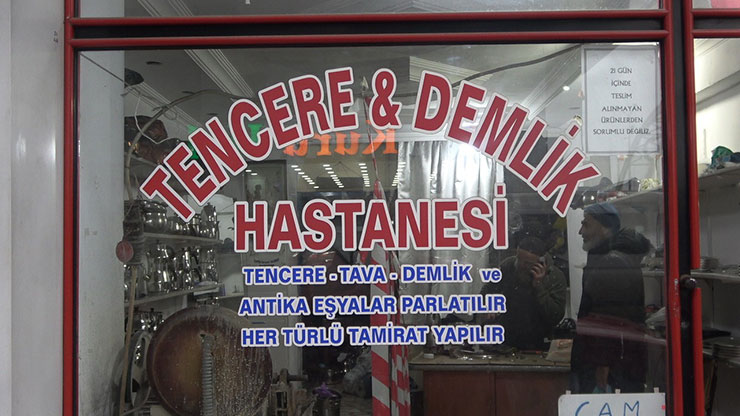 TENCERE & DEMLİK
HASTANESİ
TENCERE - TAVA - DEMLİK ve
ANTİKA EŞYALAR PARLATILIR
HER TÜRLÜ TAMİRAT YAPILIR
21 GÜN
İÇİNDE
TESLİM
ALINMAYAN
ÜRÜNLERDEN
SORUMLU DEĞİLİZ
Kuru
CAM